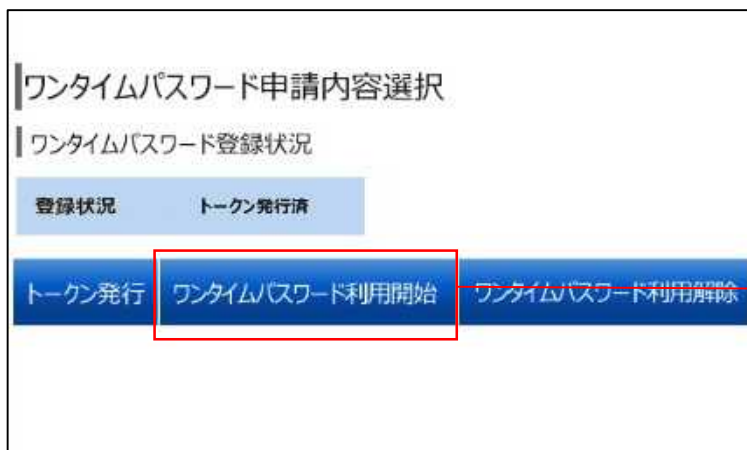 ワンタイムパスワード申請内容選択
ワンタイムパスワード登録状況
登録状況 トークン発行済
トークン発行 ワンタイムパスワード利用開始 ワンタイムパスワード利用解除